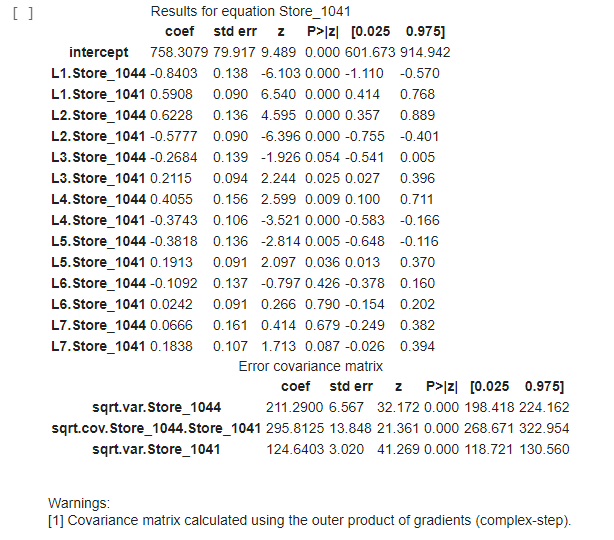 [ ]
Results for equation Store_1041
coef std err z P>|z| [0.025 0.975]
intercept 758.3079 79.917 9.489 0.000 601.673 914.942
L1.Store_1044 -0.8403 0.138 -6.103 0.000 -1.110 -0.570
L1.Store_1041 0.5908 0.090 6.540 0.000 0.414 0.768
L2.Store_1044 0.6228 0.136 4.595 0.000 0.357 0.889
L2.Store_1041 -0.5777 0.090 -6.396 0.000 -0.755 -0.401
L3.Store_1044 -0.2684 0.139 -1.926 0.054 -0.541 0.005
L3.Store_1041 0.2115 0.094 2.244 0.025 0.027 0.396
L4.Store_1044 0.4055 0.156 2.599 0.009 0.100 0.711
L4.Store_1041 -0.3743 0.106 -3.521 0.000 -0.583 -0.166
L5.Store_1044 -0.3818 0.136 -2.814 0.005 -0.648 -0.116
L5.Store_1041 0.1913 0.091 2.097 0.036 0.013 0.370
L6.Store_1044 -0.1092 0.137 -0.797 0.426 -0.378 0.160
L6.Store_1041 0.0242 0.091 0.266 0.790 -0.154 0.202
L7.Store_1044 0.0666 0.161 0.414 0.679 -0.249 0.382
L7.Store_1041 0.1838 0.107 1.713 0.087 -0.026 0.394
Error covariance matrix
coef std err z P>|z| [0.025 0.975]
sqrt.var.Store_1044 211.2900 6.567 32.172 0.000 198.418 224.162
sqrt.cov.Store_1044.Store_1041 295.8125 13.848 21.361 0.000 268.671 322.954
sqrt.var.Store_1041 124.6403 3.020 41.269 0.000 118.721 130.560
Warnings:
[1] Covariance matrix calculated using the outer product of gradients (complex-step).